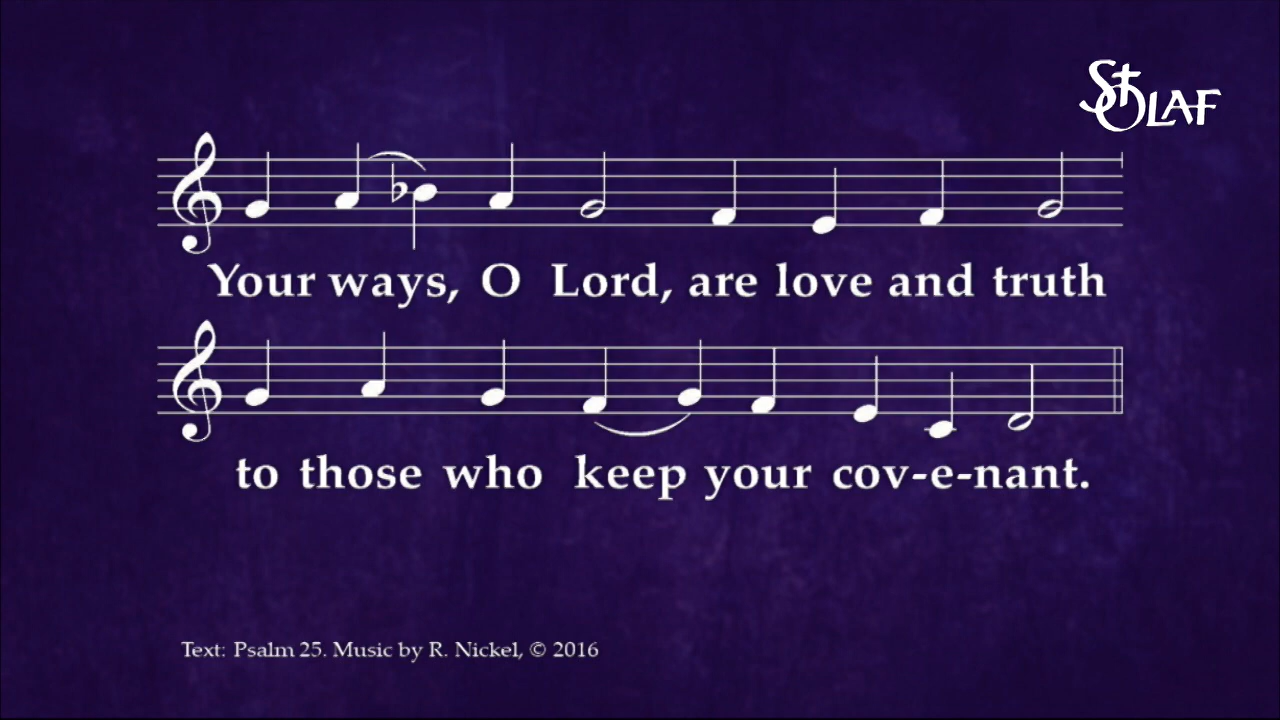 ST OLAF
Your ways, O Lord, are love and truth
to those who keep your cov-e-nant.
Text: Psalm 25. Music by R. Nickel, © 2016